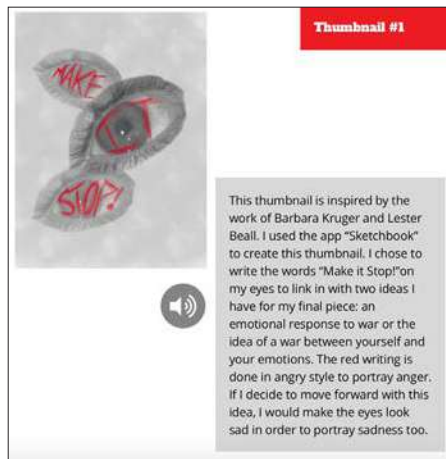 Thumbnail #1
MAKE
IT
STOP!
This thumbnail is inspired by the
work of Barbara Kruger and Lester
Beall. I used the app “Sketchbook”
to create this thumbnail. I chose to
write the words “Make it Stop!”on
my eyes to link in with two ideas I
have for my final piece: an
emotional response to war or the
idea of a war between yourself and
your emotions. The red writing is
done in angry style to portray anger.
If I decide to move forward with this
idea, I would make the eyes look
sad in order to portray sadness too.